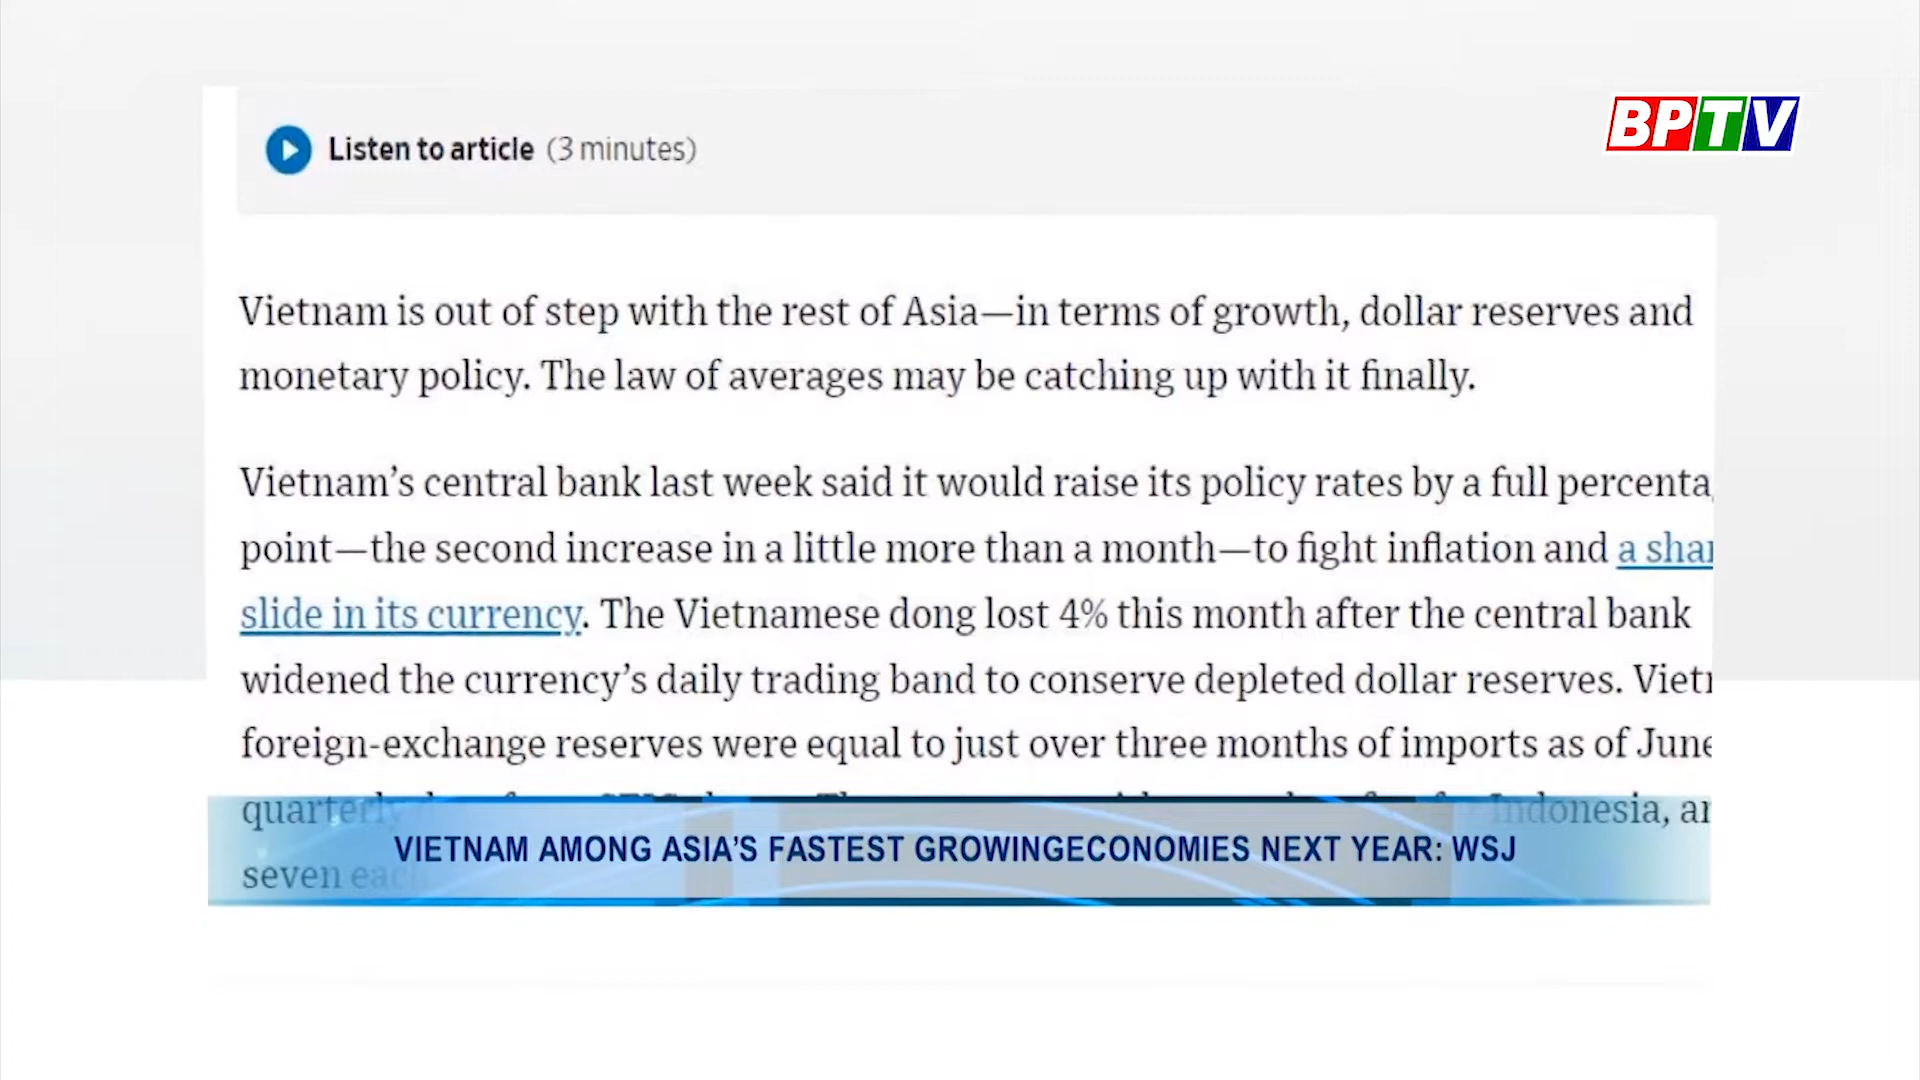 BPTV
Listen to article (3 minutes)
Vietnam is out of step with the rest of Asia—in terms of growth, dollar reserves and
monetary policy. The law of averages may be catching up with it finally.
Vietnam’s central bank last week said it would raise its policy rates by a full percenta
point—the second increase in a little more than a month—to fight inflation and a shar
slide in its currency. The Vietnamese dong lost 4% this month after the central bank
widened the currency’s daily trading band to conserve depleted dollar reserves. Vietn
foreign-exchange reserves were equal to just over three months of imports as of June
quarterly Indonesia, ar
VIETNAM AMONG ASIA’S FASTEST GROWINGECONOMIES NEXT YEAR: WSJ
seven each